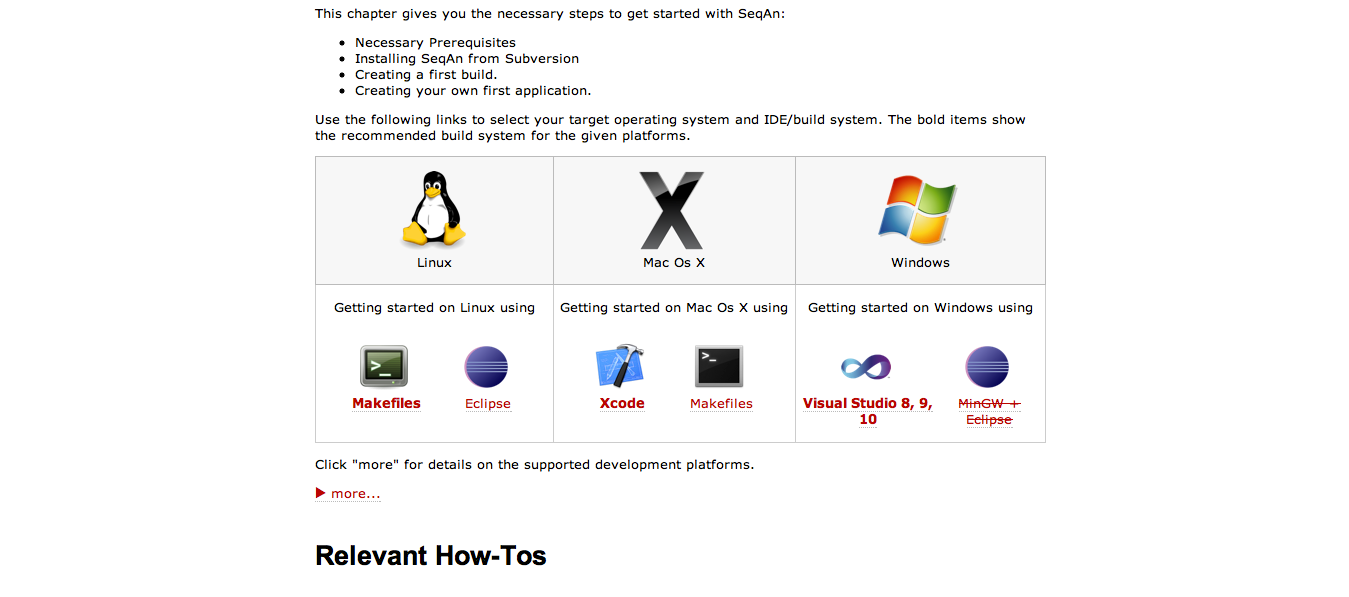 This chapter gives you the necessary steps to get started with SeqAn:
Necessary Prerequisites
Installing SeqAn from Subversion
Creating a first build.
Creating your own first application.
Use the following links to select your target operating system and IDE/build system. The bold items show
the recommended build system for the given platforms.
Linux
Mac Os X
Windows
Getting started on Linux using
Getting started on Mac Os X using
Getting started on Windows using
Makefiles
Eclipse
Xcode
Makefiles
Visual Studio 8, 9,
10
MinGW +
Eclipse
Click "more" for details on the supported development platforms.
more...
Relevant How-Tos